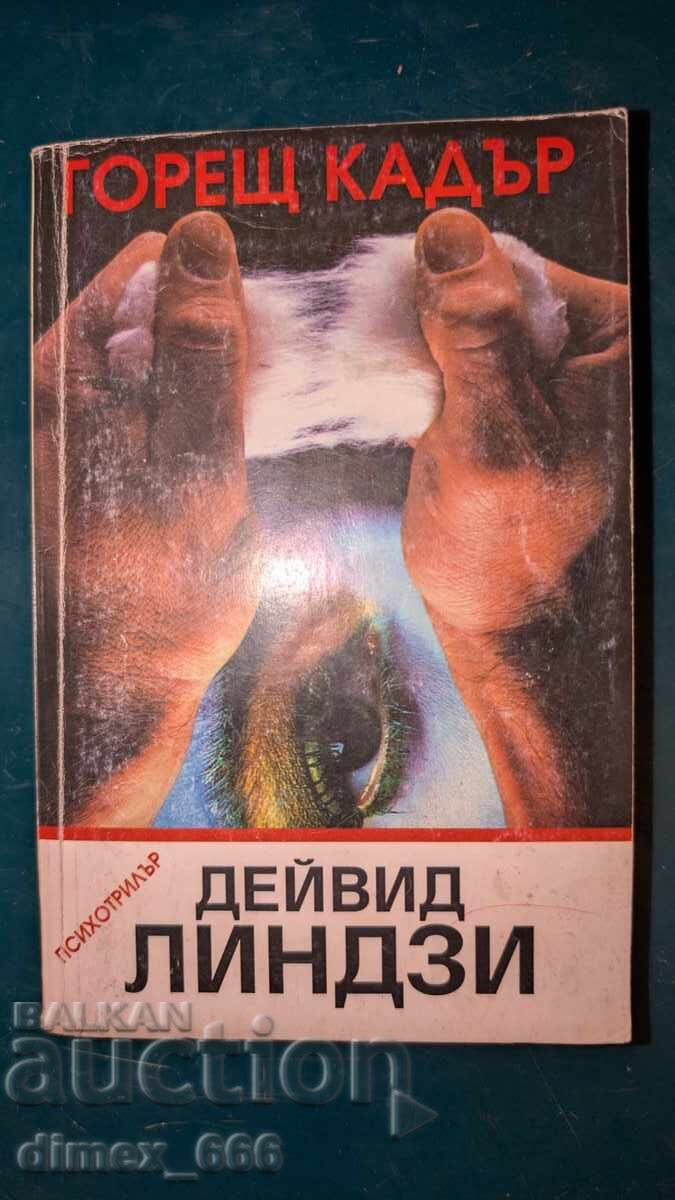 ГОРЕЩ КАДЪР
ПСИХОТРИЛЪР
ДЕЙВИД
ЛИНДЗИ
BALKAN
auction
dimex_666